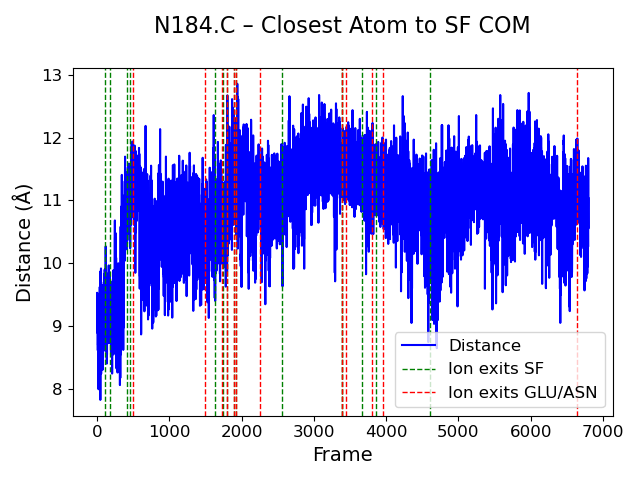 N184.C – Closest Atom to SF COM
13
12
11
10
9
8
Distance (Å)
Distance
Ion exits SF
Ion exits GLU/ASN
0 1000 2000 3000 4000 5000 6000 7000
Frame